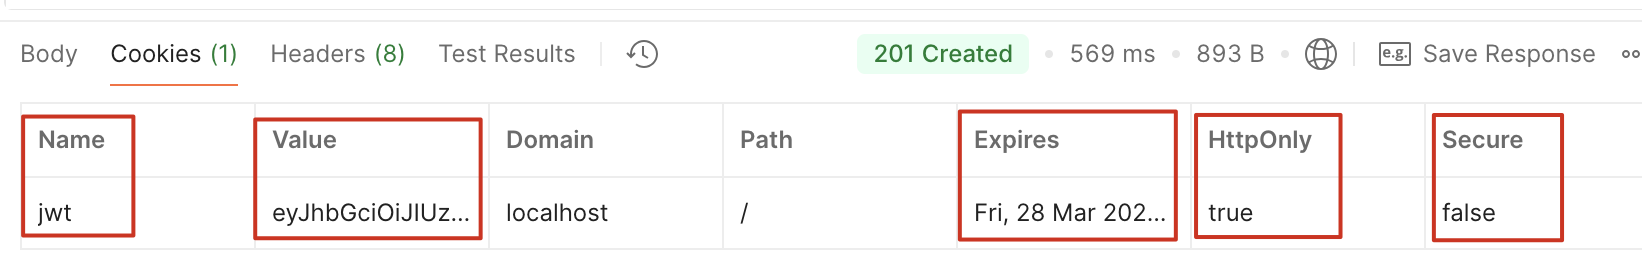 Body Cookies (1) Headers (8) Test Results 201 Created 569 ms 893 B e.g. Save Response
Name Value Domain Path Expires HttpOnly Secure
jwt eyJhbGciOiJIUz... localhost / Fri, 28 Mar 202... true false